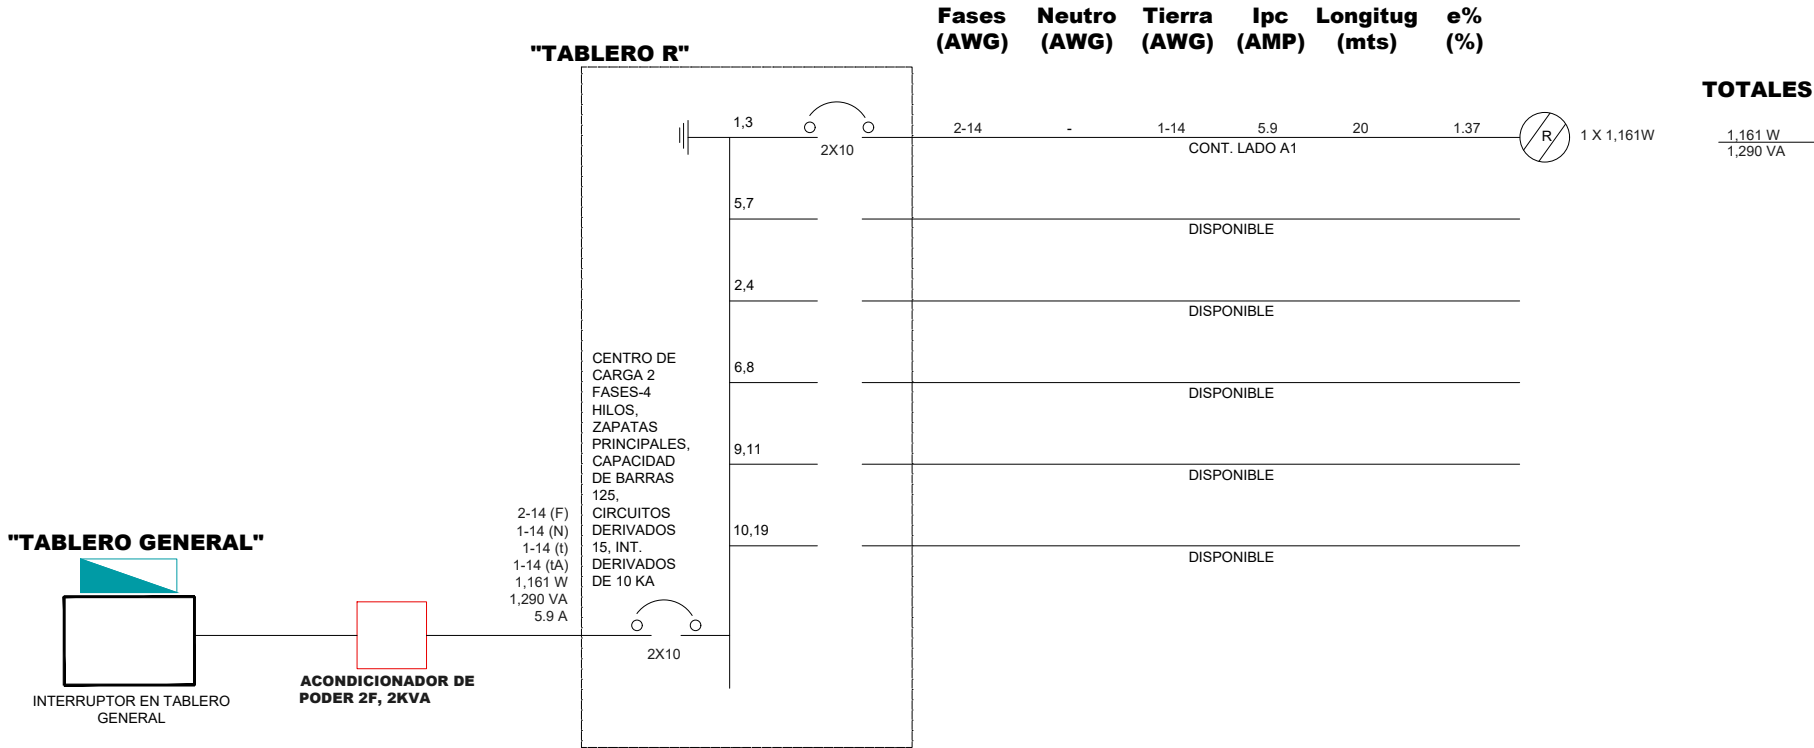 Fases Neutro Tierra Ipc Longitug e%
(AWG) (AWG) (AWG) (AMP) (mts) (%)
"TABLERO R"
TOTALES
1,3
2X10
2-14 - 1-14 5.9 20 1.37
CONT. LADO A1
R
1 X 1,161W
1,161 W
1,290 VA
5,7
DISPONIBLE
2,4
DISPONIBLE
6,8
DISPONIBLE
9,11
DISPONIBLE
10,19
DISPONIBLE
CENTRO DE
CARGA 2
FASES-4
HILOS,
ZAPATAS
PRINCIPALES,
CAPACIDAD
DE BARRAS
125,
CIRCUITOS
DERIVADOS
15, INT.
DERIVADOS
DE 10 KA
2-14 (F)
1-14 (N)
1-14 (t)
1-14 (tA)
1,161 W
1,290 VA
5.9 A
2X10
"TABLERO GENERAL"
INTERRUPTOR EN TABLERO
GENERAL
ACONDICIONADOR DE
PODER 2F, 2KVA